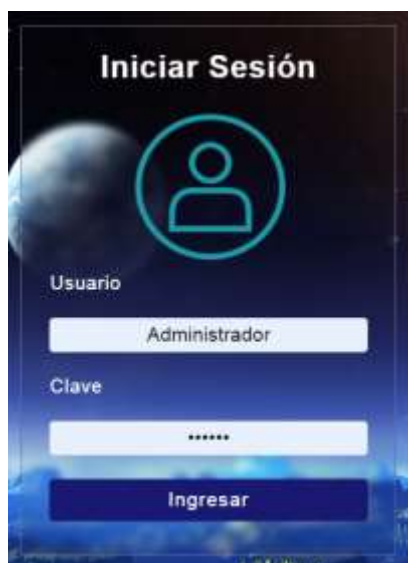 Iniciar Sesión
Usuario
Administrador
Clave
••••••
Ingresar